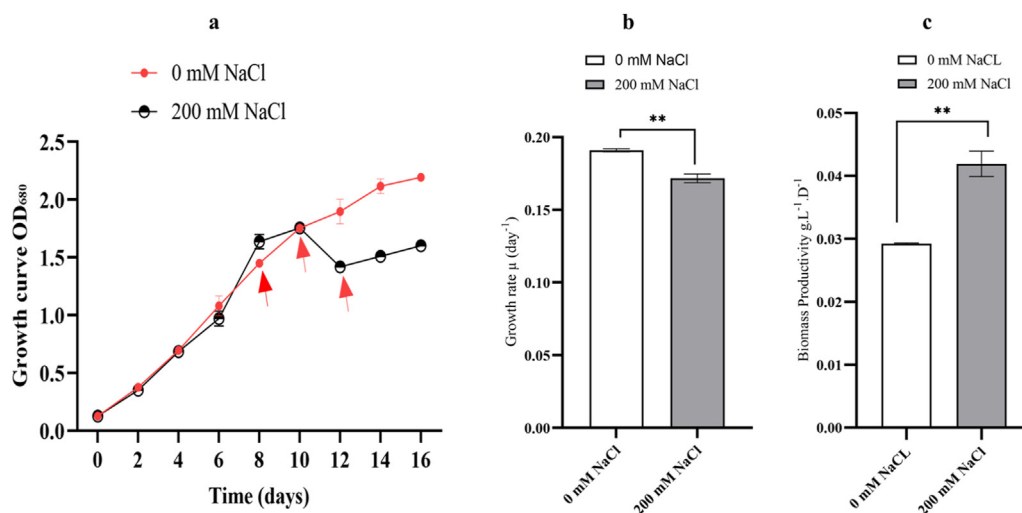 a
0 mM NaCl
200 mM NaCl
Growth curve OD₆₈₀
2.5
2.0
1.5
1.0
0.5
0.0
0 2 4 6 8 10 12 14 16
Time (days)
b
0 mM NaCl
200 mM NaCl
**
Growth rate μ (day⁻¹)
0.20
0.15
0.10
0.05
0.00
0 mM NaCl
200 mM NaCl
c
0 mM NaCL
200 mM NaCl
**
Biomass Productivity g.L⁻¹.D⁻¹
0.05
0.04
0.03
0.02
0.01
0.00
0 mM NaCL
200 mM NaCl